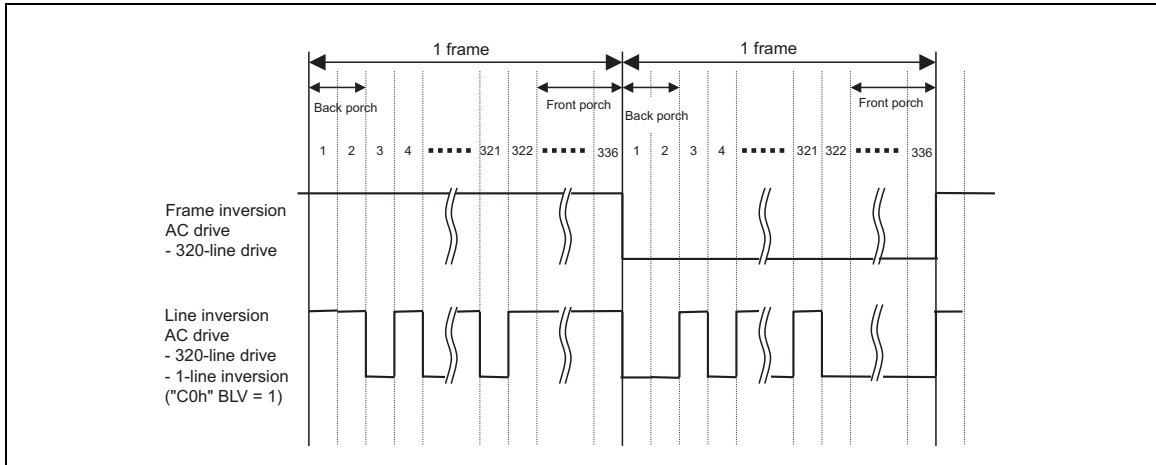 1 frame 1 frame
Back porch Front porch Back porch Front porch
1 2 3 4 ..... 321 322 ..... 336 1 2 3 4 ..... 321 322 ..... 336
Frame inversion
AC drive
- 320-line drive
Line inversion
AC drive
- 320-line drive
- 1-line inversion
("C0h" BLV = 1)